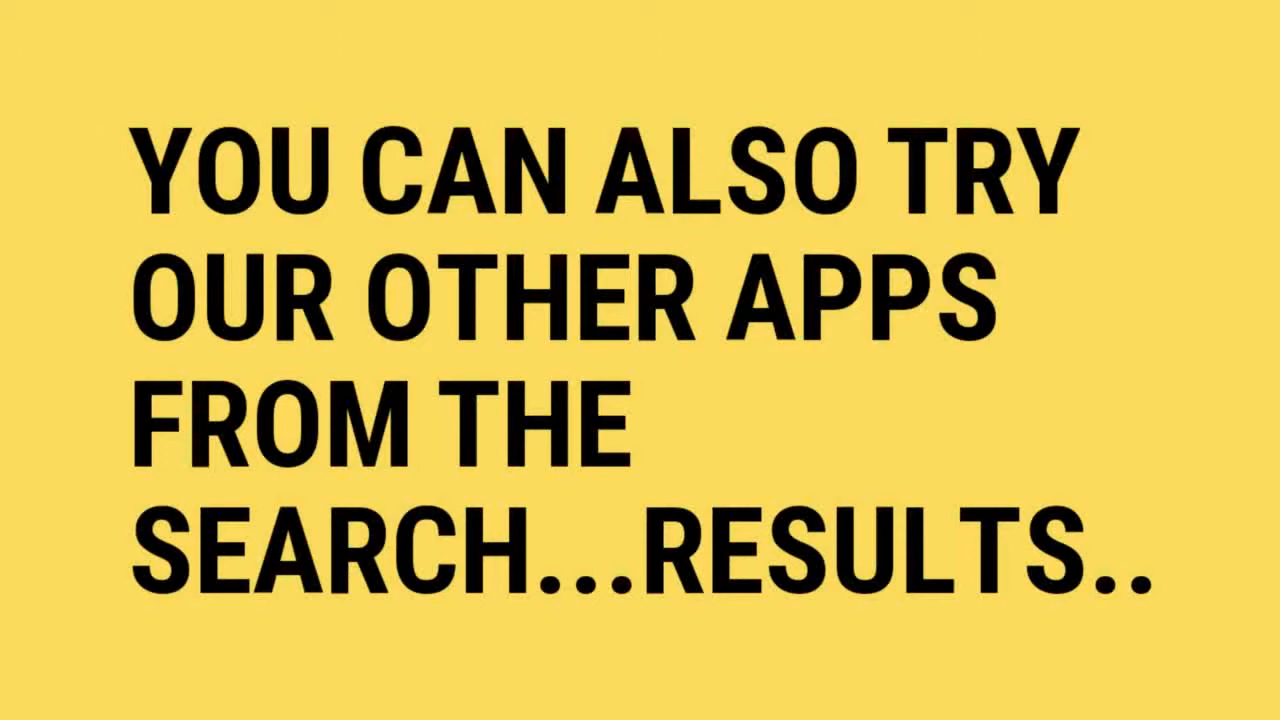 YOU CAN ALSO TRY
OUR OTHER APPS
FROM THE
SEARCH...RESULTS..